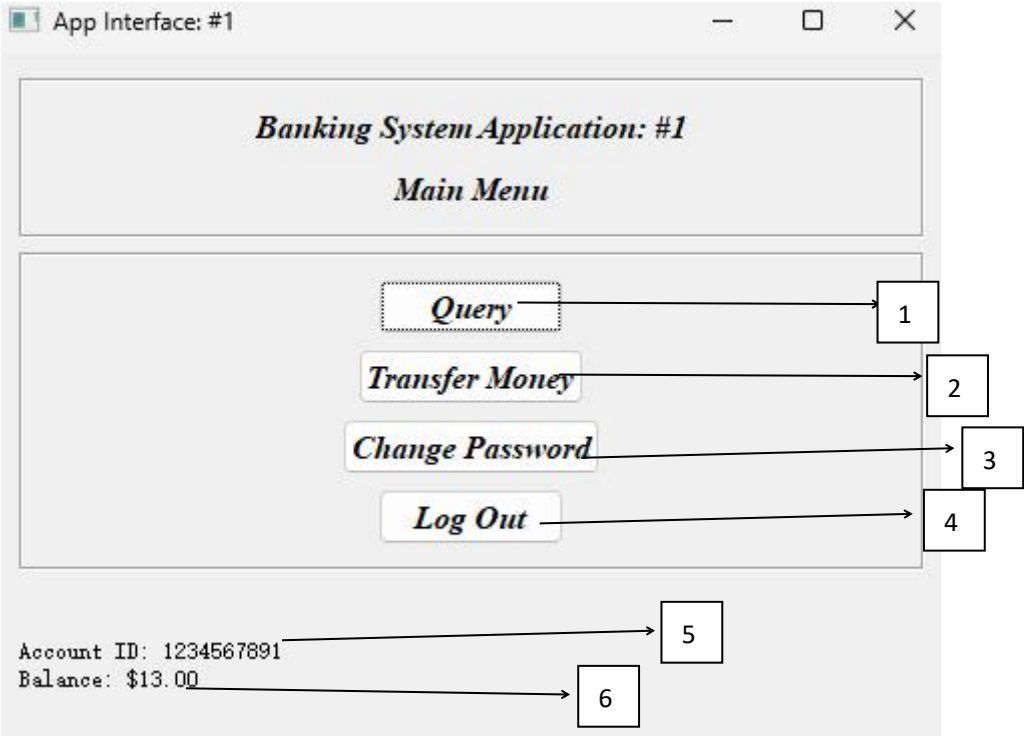 App Interface: #1
Banking System Application: #1
Main Menu
Query
1
Transfer Money
2
Change Password
3
Log Out
4
Account ID: 1234567891
5
Balance: $13.00
6